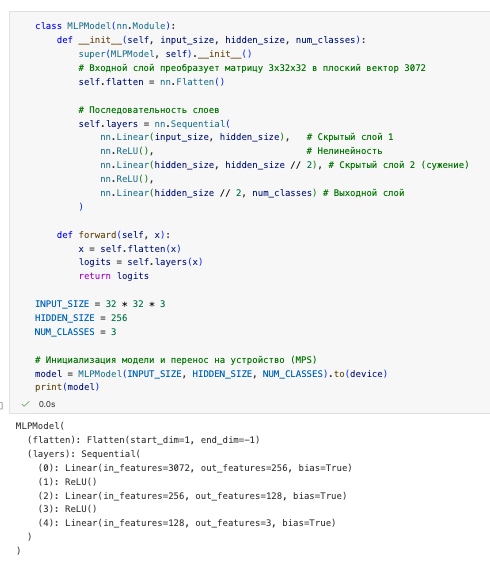 class MLPModel(nn.Module):
    def __init__(self, input_size, hidden_size, num_classes):
        super(MLPModel, self).__init__()
        # Входной слой преобразует матрицу 3x32x32 в плоский вектор 3072
        self.flatten = nn.Flatten()

        # Последовательность слоев
        self.layers = nn.Sequential(
            nn.Linear(input_size, hidden_size),   # Скрытый слой 1
            nn.ReLU(),                            # Нелинейность
            nn.Linear(hidden_size, hidden_size // 2), # Скрытый слой 2 (сужение)
            nn.ReLU(),
            nn.Linear(hidden_size // 2, num_classes) # Выходной слой
        )

    def forward(self, x):
        x = self.flatten(x)
        logits = self.layers(x)
        return logits

INPUT_SIZE = 32 * 32 * 3
HIDDEN_SIZE = 256
NUM_CLASSES = 3

# Инициализация модели и перенос на устройство (MPS)
model = MLPModel(INPUT_SIZE, HIDDEN_SIZE, NUM_CLASSES).to(device)
print(model)
✓ 0.0s
MLPModel(
  (flatten): Flatten(start_dim=1, end_dim=-1)
  (layers): Sequential(
    (0): Linear(in_features=3072, out_features=256, bias=True)
    (1): ReLU()
    (2): Linear(in_features=256, out_features=128, bias=True)
    (3): ReLU()
    (4): Linear(in_features=128, out_features=3, bias=True)
  )
)